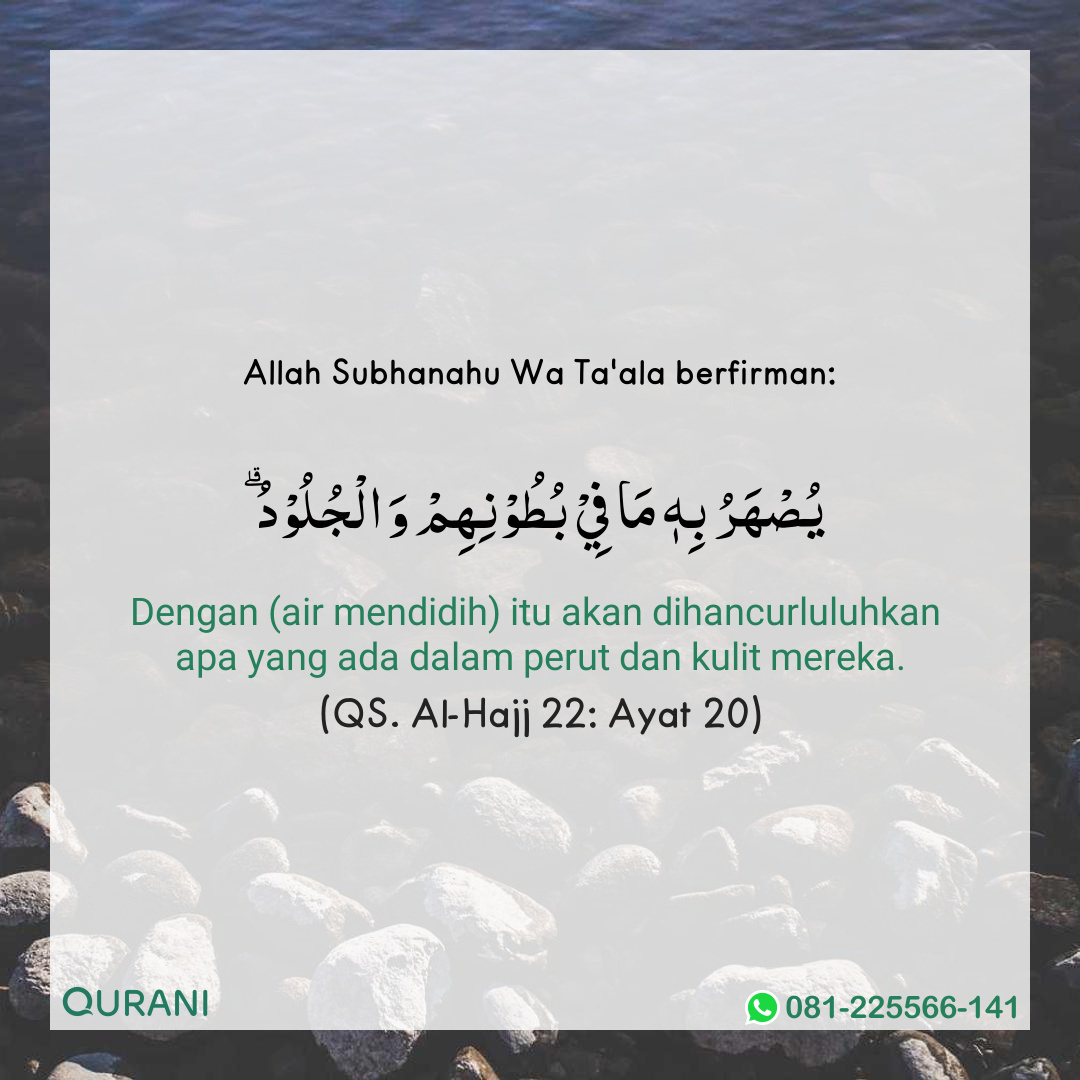 Allah Subhanahu Wa Ta'ala berfirman:
يُصْهَرُ بِهٖ مَا فِيْ بُطُوْنِهِمْ وَالْجُلُوْدُ ۗ
Dengan (air mendidih) itu akan dihancurluluhkan
apa yang ada dalam perut dan kulit mereka.
(QS. Al-Hajj 22: Ayat 20)
QURANI
081-225566-141